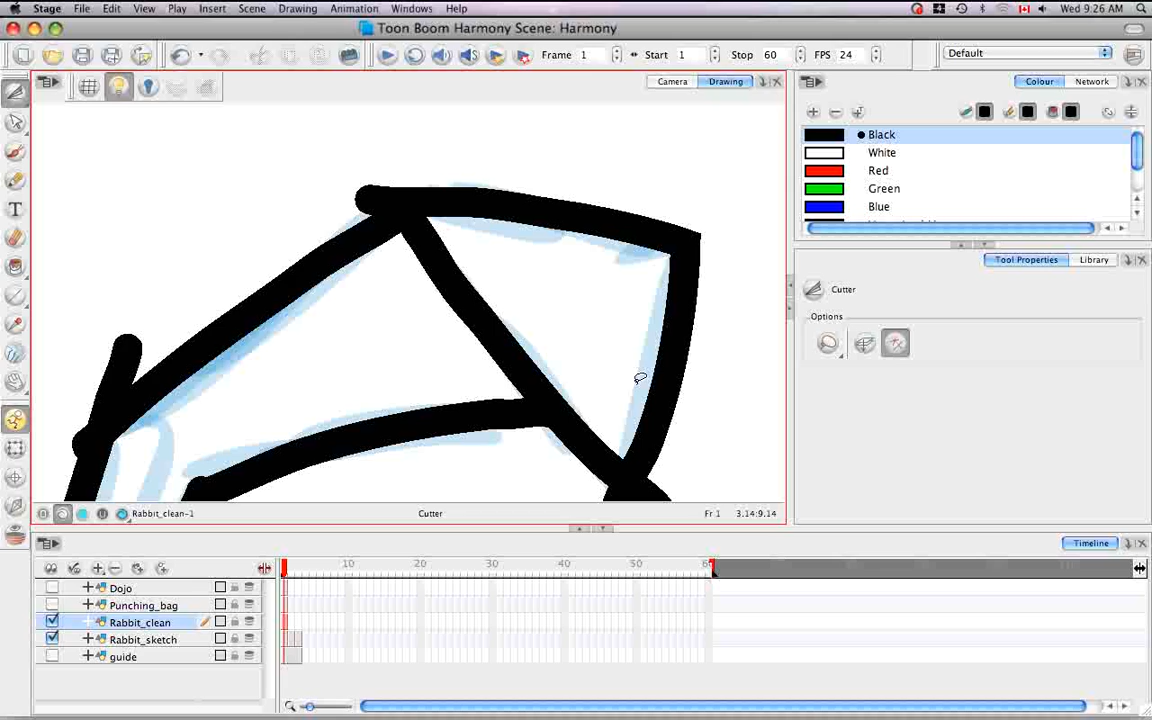 Stage File Edit View Play Insert Scene Drawing Animation Windows Help Wed 9:26 AM
Toon Boom Harmony Scene: Harmony
Frame 1 Start 1 Stop 60 FPS 24 Default
Camera Drawing
Colour Network
Black
White
Red
Green
Blue
Tool Properties Library
Cutter
Options
Rabbit_clean-1 Cutter Fr 1 3.14:9.14
Timeline
10 20 30 40 50
Dojo
Punching_bag
Rabbit_clean
Rabbit_sketch
guide